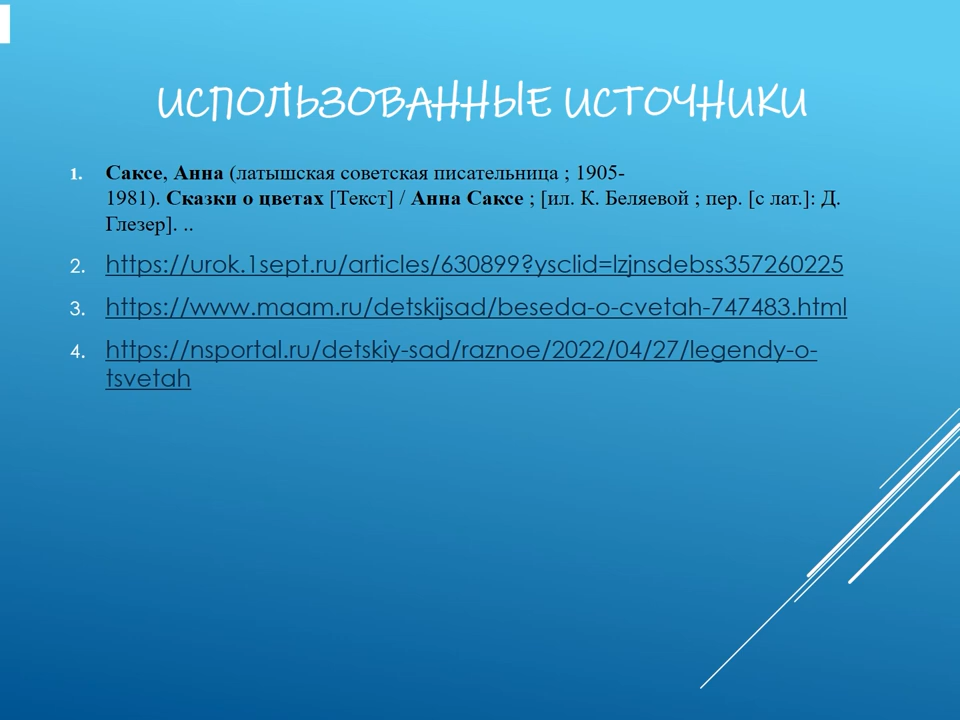 ИСПОЛЬЗОВАННЫЕ ИСТОЧНИКИ
1. Саксе, Анна (латышская советская писательница ; 1905-
1981). Сказки о цветах [Текст] / Анна Саксе ; [ил. К. Беляевой ; пер. [с лат.]: Д.
Глезер]. ..
2. https://urok.1sept.ru/articles/630899?ysclid=lzjnsdebss357260225
3. https://www.maam.ru/detskijsad/beseda-o-cvetah-747483.html
4. https://nsportal.ru/detskiy-sad/raznoe/2022/04/27/legendy-o-
tsvetah